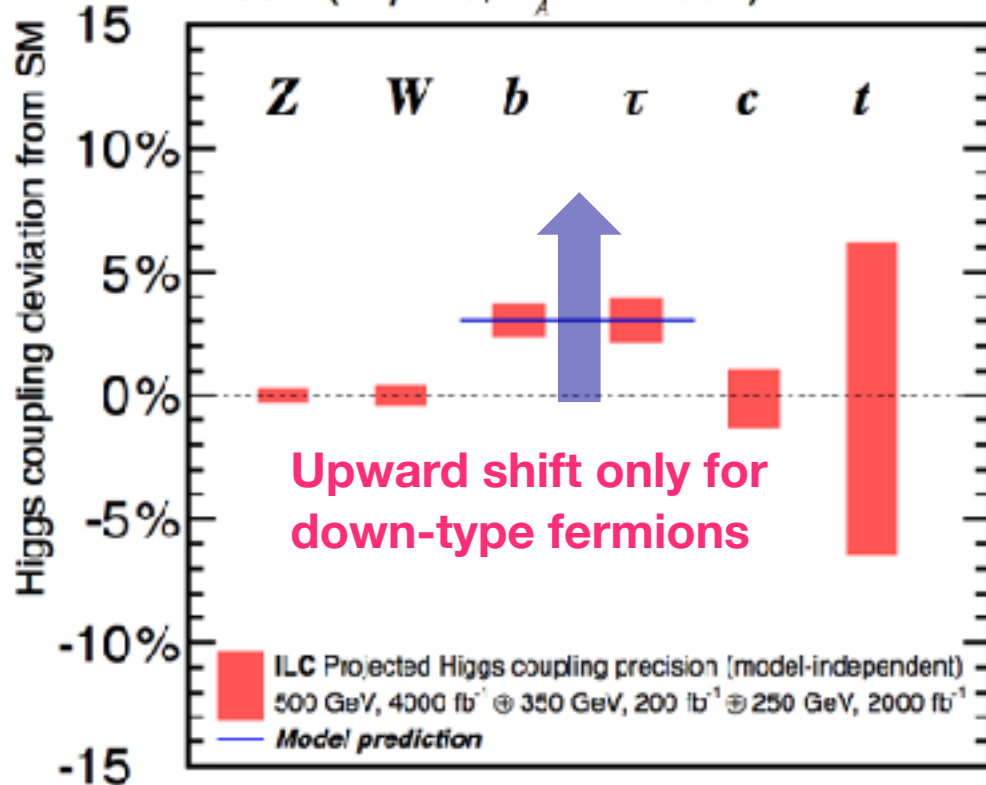 Higgs coupling deviation from SM
15
10%
5%
0%
-5%
-10%
-15
Z W b τ c t
Upward shift only for
down-type fermions
ILC Projected Higgs coupling precision (model-independent)
500 GeV, 4000 fb⁻¹ ⊕ 350 GeV, 200 fb⁻¹ ⊕ 250 GeV, 2000 fb⁻¹
Model prediction